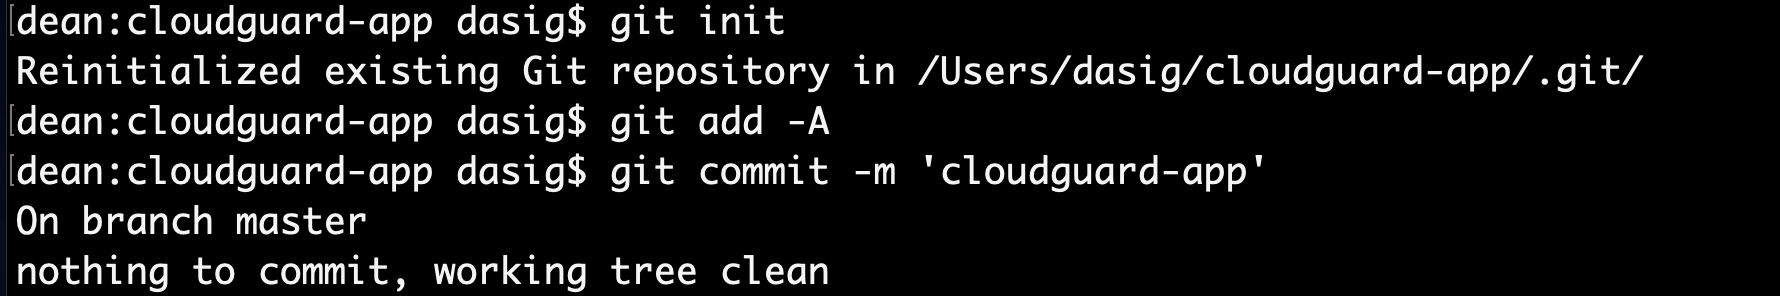 [dean:cloudguard-app dasig$ git init
Reinitialized existing Git repository in /Users/dasig/cloudguard-app/.git/
[dean:cloudguard-app dasig$ git add -A
[dean:cloudguard-app dasig$ git commit -m 'cloudguard-app'
On branch master
nothing to commit, working tree clean